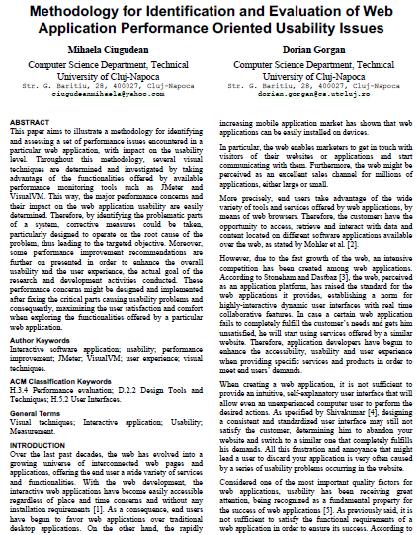 Methodology for Identification and Evaluation of Web
Application Performance Oriented Usability Issues
Mihaela Ciugudean
Computer Science Department, Technical
University of Cluj-Napoca
Str. G. Baritiu, 28, 400027, Cluj-Napoca
ciugudeanmihaela@yahoo.com
Dorian Gorgan
Computer Science Department, Technical
University of Cluj-Napoca
Str. G. Baritiu, 28, 400027, Cluj-Napoca
dorian.gorgan@cs.utcluj.ro
ABSTRACT
This paper aims to illustrate a methodology for identifying
and assessing a set of performance issues encountered in a
particular web application, with impact on the usability
level. Throughout this methodology, several visual
techniques are determined and investigated by taking
advantage of the functionalities offered by available
performance monitoring tools such as JMeter and
VisualVM. This way, the major performance concerns and
their impact on the web application usability are easily
determined. Therefore, by identifying the problematic parts
of a system, corrective measures could be taken,
particularly designed to operate on the root cause of the
problem, thus leading to the targeted objective. Moreover,
some performance improvement recommendations are
further on presented in order to enhance the overall
usability and the user experience, the actual goal of the
research and development activities conducted. These
performance concerns might be designed and implemented
after fixing the critical parts causing usability problems and
consequently, maximizing the user satisfaction and comfort
when exploring the functionalities offered by a particular
web application.
Author Keywords
Interactive software application; usability; performance
improvement; JMeter; VisualVM; user experience; visual
technique.
ACM Classification Keywords
H.3.4 Performance evaluation; D.2.2 Design Tools and
Techniques; H.5.2 User Interfaces.
General Terms
Visual techniques; Interactive application; Usability;
Measurement.
INTRODUCTION
Over the last past decades, the web has evolved into a
growing universe of interconnected web pages and
applications, offering the end user a wide variety of services
and functionalities. With the web development, the
interactive web applications have become easily accessible
regardless of place and time concerns and without any
installation requirements [1]. As a consequence, end users
have begun to favor web applications over traditional
desktop applications. On the other hand, the rapidly
increasing mobile application market has shown that web
applications can be easily installed on devices.
In particular, the web enables marketers to get in touch with
visitors of their websites or applications and start
communicating with them. Furthermore, the web might be
perceived as an excellent sales channel for millions of
applications, either large or small.
More precisely, end users take advantage of the wide
variety of tools and services offered by web applications, by
means of web browsers. Therefore, the customers have the
opportunity to access, retrieve and interact with data and
content located on different software applications available
over the web, as stated by Mohler et al. [2].
However, due to the fast growth of the web, an intensive
competition has been created among web applications.
According to Stoneham and Dasfhar [3], the web, perceived
as an application platform, has raised the standard for the
web applications it provides, establishing a norm for
highly-interactive dynamic user interfaces with real time
collaborative features. In case a certain web application
fails to completely fulfill the customer's needs and gets him
unsatisfied, he will start using services offered by a similar
website. Therefore, application developers have begun to
enhance the accessibility, usability and user experience
when providing specific services and products in order to
meet end users' demands.
When creating a web application, it is not sufficient to
provide an intuitive, self-explanatory user interface that will
allow even an unexperienced computer user to perform the
desired actions. As specified by Shivakumar [4], designing
a consistent and standardized user interface may still not
satisfy the customer, determining him to abandon your
website and switch to a similar one that completely fulfills
his demands. All this frustration and annoyance that might
lead a user to discard your application is very often caused
by a series of usability problems occurring in the website.
Considered one of the most important quality factors for
web applications, usability has been receiving great
attention, being recognized as a fundamental property for
the success of web applications [5]. As previously said, it is
not sufficient to satisfy the functional requirements of a
web application in order to ensure its success. According to